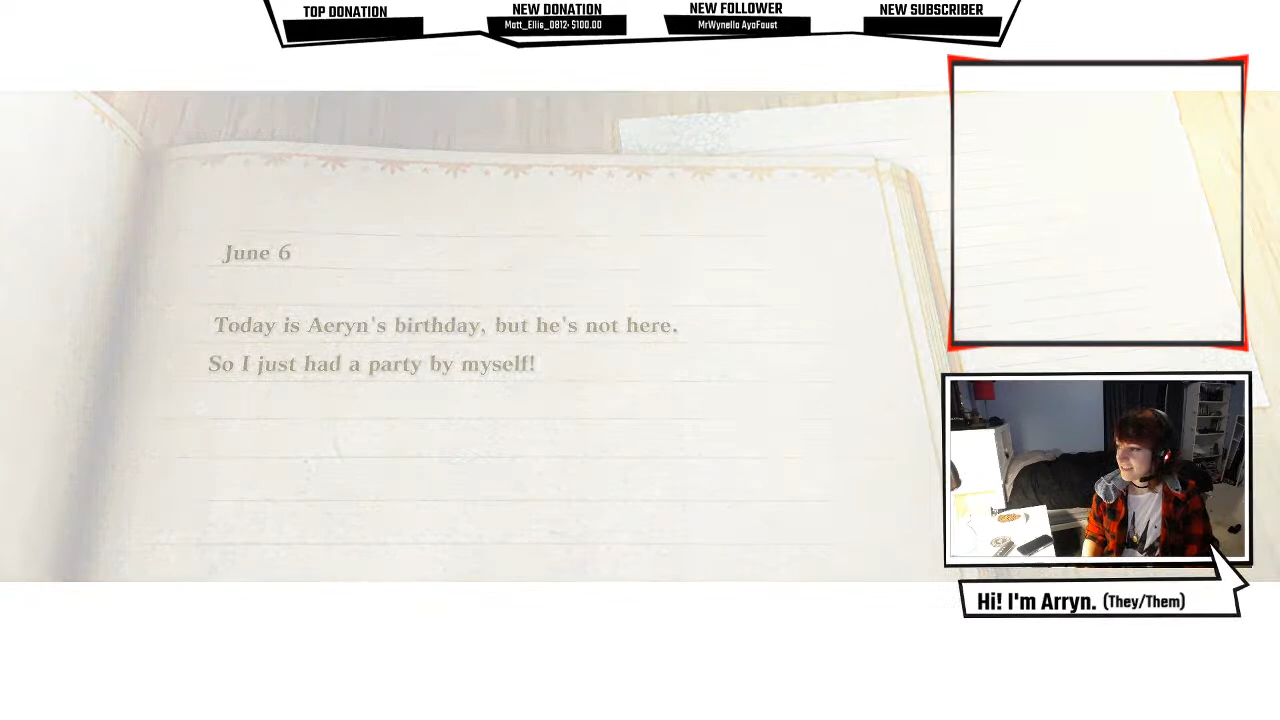 TOP DONATION
NEW DONATION
Matt_Ellis_0812: $100.00
NEW FOLLOWER
MrWynello AyoFaust
NEW SUBSCRIBER
June 6
Today is Aeryn's birthday, but he's not here.
So I just had a party by myself!
Hi! I'm Arryn. (They/Them)